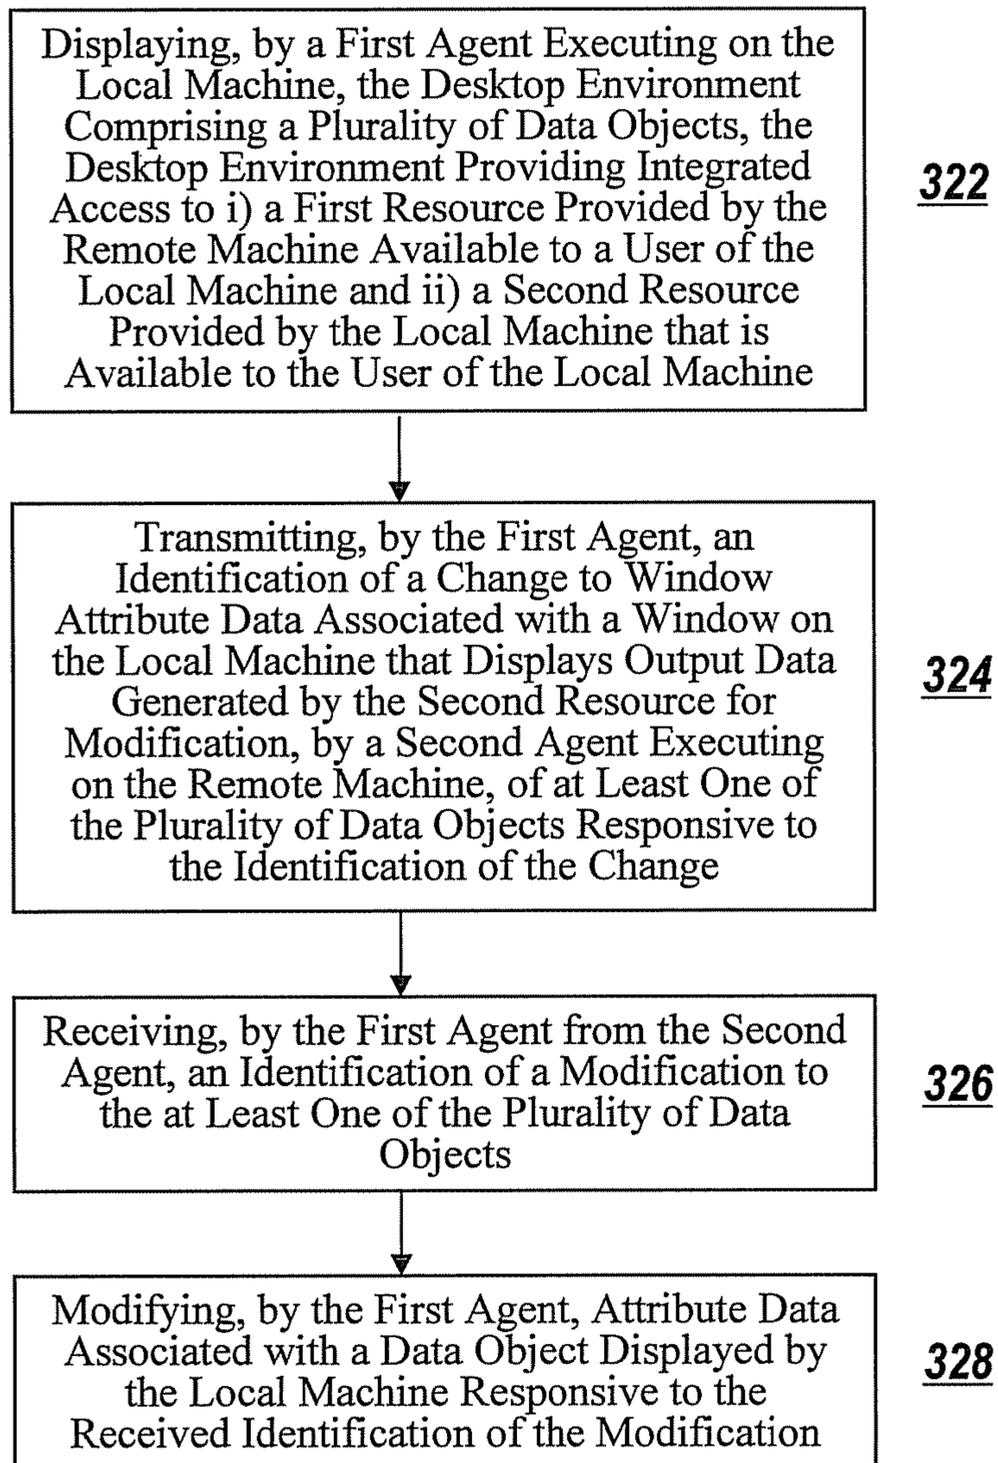 Displaying, by a First Agent Executing on the
Local Machine, the Desktop Environment
Comprising a Plurality of Data Objects, the
Desktop Environment Providing Integrated
Access to i) a First Resource Provided by the
Remote Machine Available to a User of the
Local Machine and ii) a Second Resource
Provided by the Local Machine that is
Available to the User of the Local Machine
322
Transmitting, by the First Agent, an
Identification of a Change to Window
Attribute Data Associated with a Window on
the Local Machine that Displays Output Data
Generated by the Second Resource for
Modification, by a Second Agent Executing
on the Remote Machine, of at Least One of
the Plurality of Data Objects Responsive to
the Identification of the Change
324
Receiving, by the First Agent from the Second
Agent, an Identification of a Modification to
the at Least One of the Plurality of Data
Objects
326
Modifying, by the First Agent, Attribute Data
Associated with a Data Object Displayed by
the Local Machine Responsive to the
Received Identification of the Modification
328